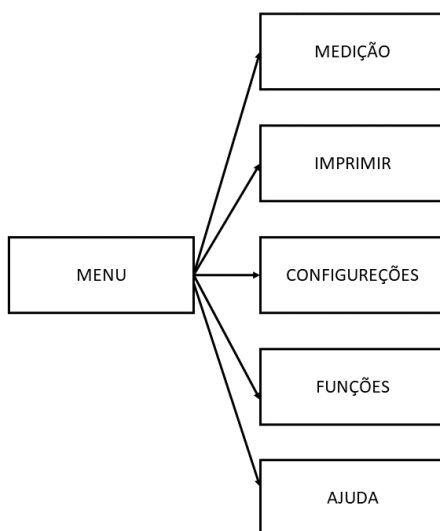 MEDIÇÃO
IMPRIMIR
MENU
CONFIGUREÇÕES
FUNÇÕES
AJUDA